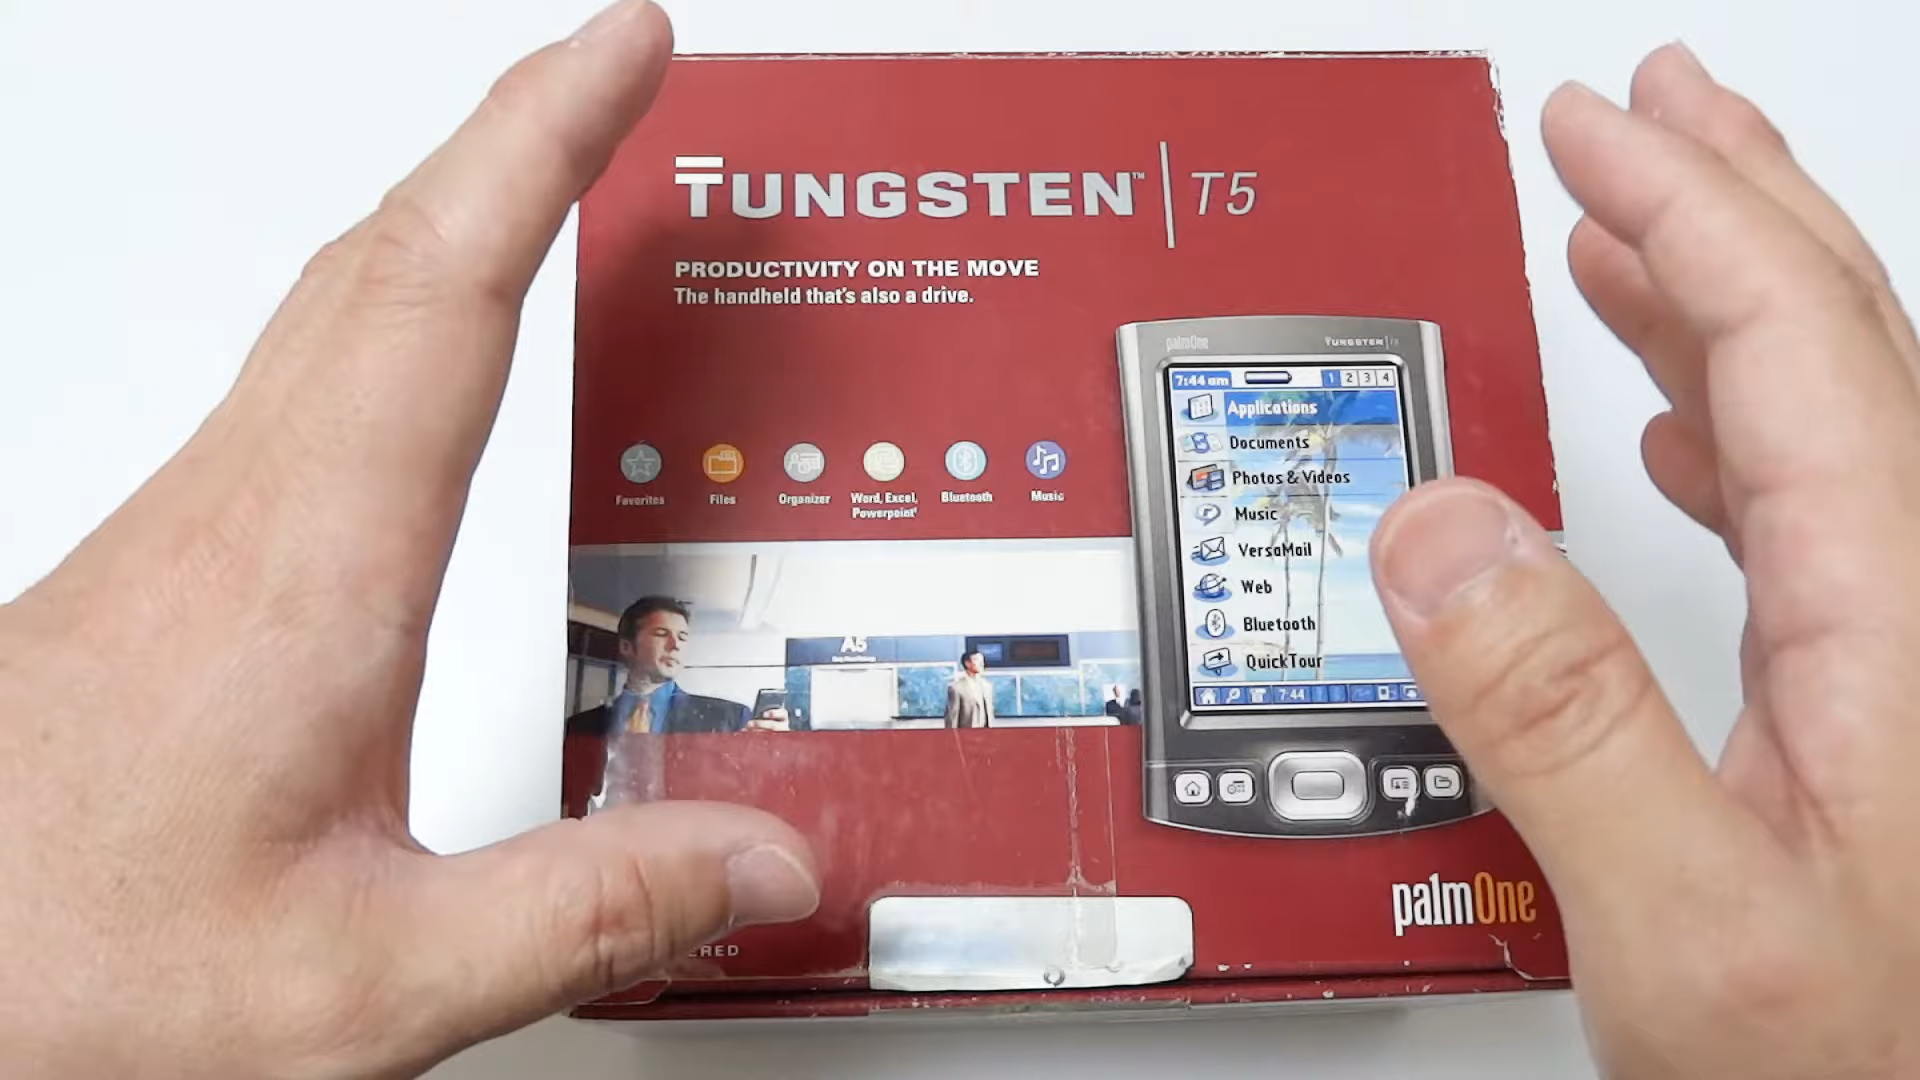 TUNGSTEN™ | T5
PRODUCTIVITY ON THE MOVE
The handheld that's also a drive.
palmOne TUNGSTEN | T5
7:44 am 1 2 3 4
Applications
Documents
Photos & Videos
Music
VersaMail
Web
Bluetooth
QuickTour
7:44
Favorites
Files
Organizer
Word, Excel,
Powerpoint
Bluetooth
Music
A5
palmOne
ERED